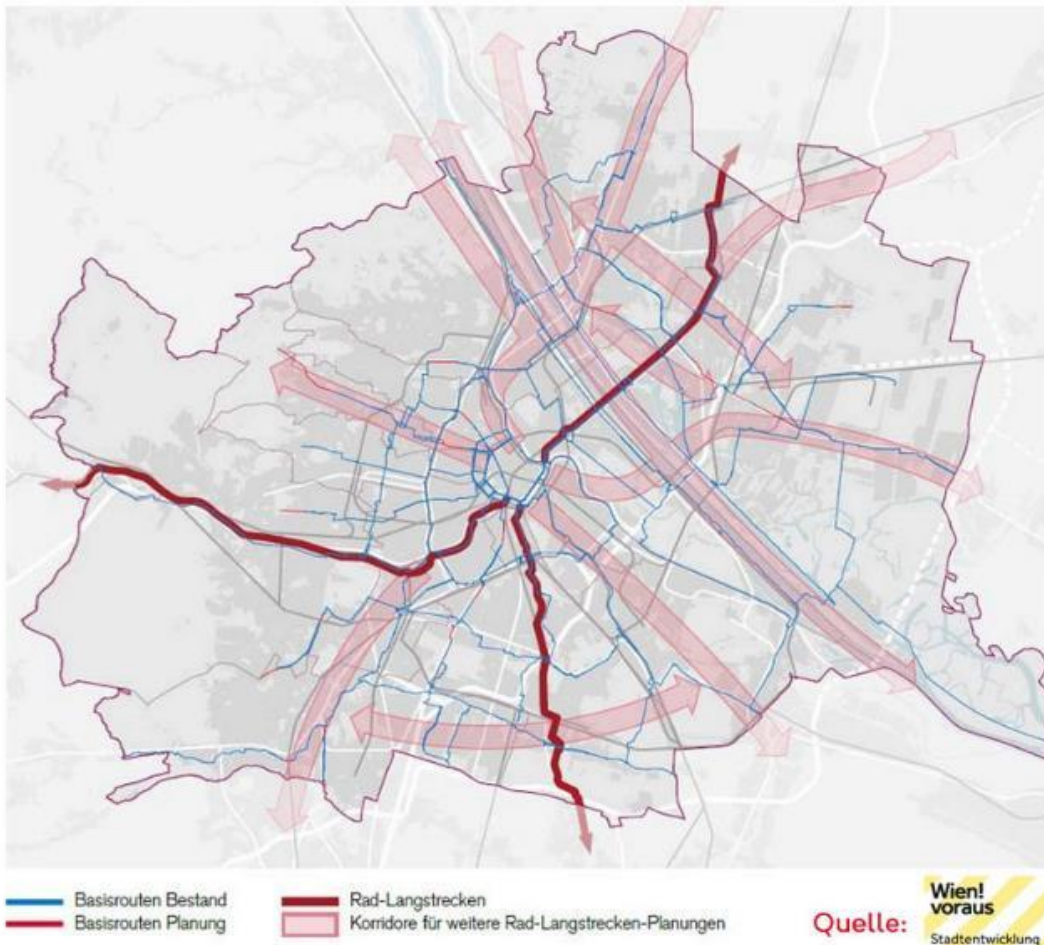 Basisrouten Bestand
Basisrouten Planung
Rad-Langstrecken
Korridore für weitere Rad-Langstrecken-Planungen
Quelle:
Wien!
voraus
Stadtentwicklung